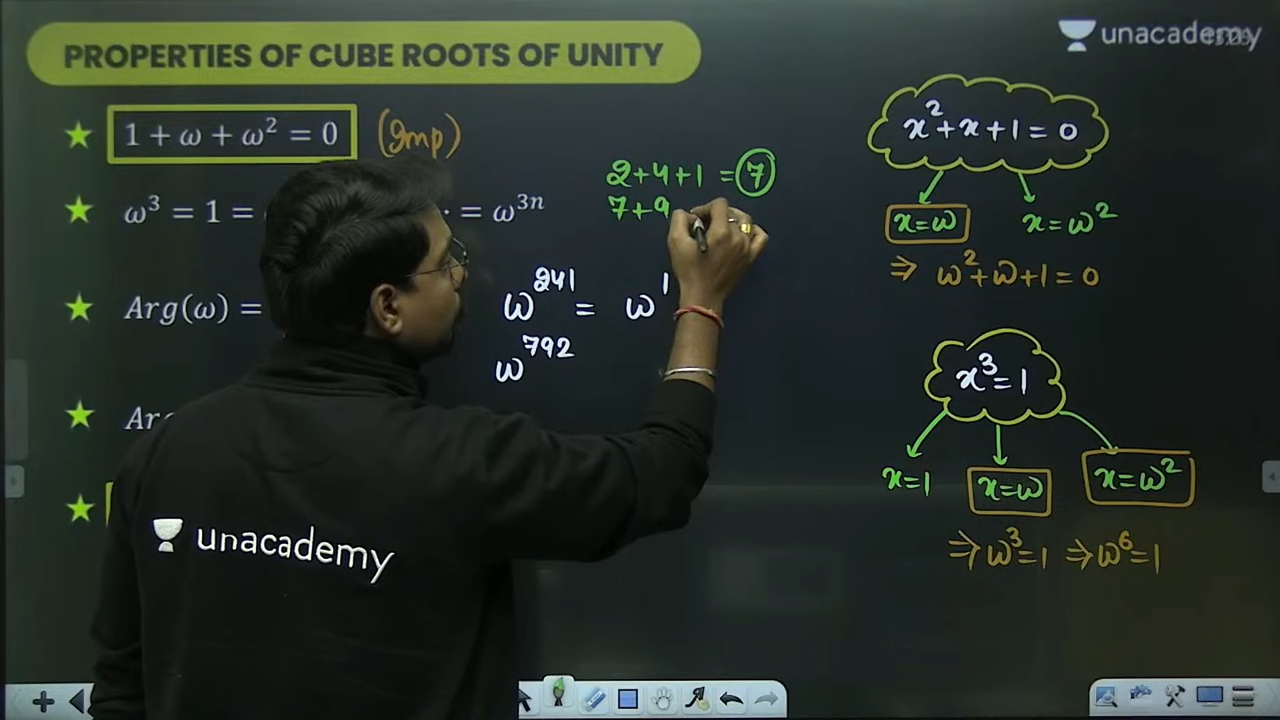 PROPERTIES OF CUBE ROOTS OF UNITY
unacademy
1 + ω + ω² = 0
(Imp)
ω³ = 1 =
= ω³ⁿ
Arg(ω) =
2+4+1 = 7
7+9
ω²⁴¹ = ω¹
ω⁷⁹²
x²+x+1=0
x=ω
x=ω²
⇒ ω²+ω+1=0
x³=1
x=1
x=ω
x=ω²
⇒ω³=1 ⇒ω⁶=1
unacademy